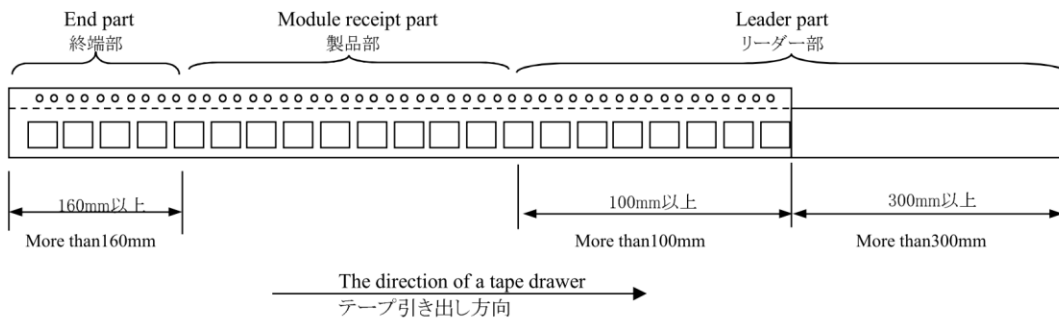 End part
終端部
Module receipt part
製品部
Leader part
リーダー部
160mm以上
100mm以上
300mm以上
More than160mm
More than100mm
More than300mm
The direction of a tape drawer
テープ引き出し方向